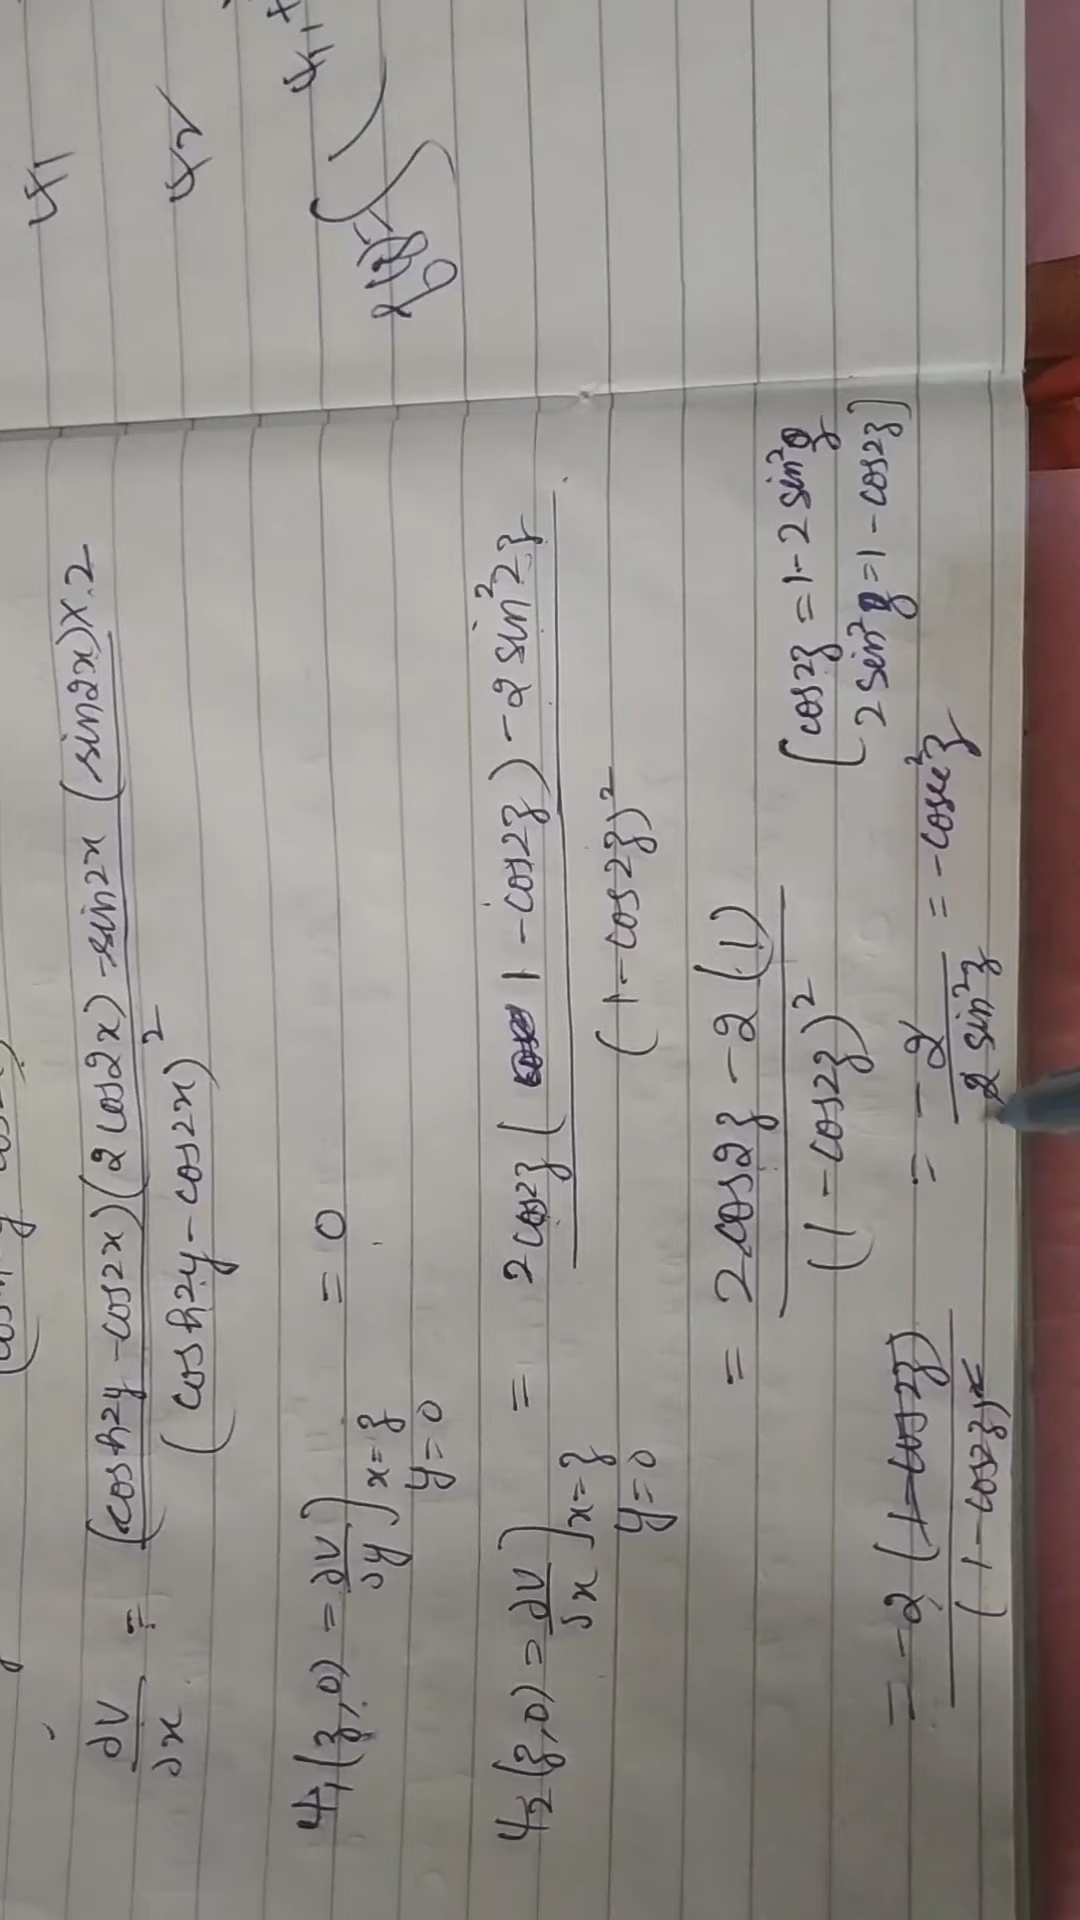 ∂V/∂x = (cosh2y - cos2x)(2cos2x) - sin2x (sin2x)×2 / (cosh2y - cos2x)²
ψ₁(z,0) = ∂V/∂y]x=z y=0 = 0
ψ₂(z,0) = ∂V/∂x]x=z y=0 = 2cos2z(1 - cos2z) - 2sin²2z / (1 - cos2z)²
= 2cos2z - 2(1) / (1 - cos2z)²
[cos2z = 1 - 2sin²z
2sin²z = 1 - cos2z]
= -2(1-cos2z) / (1-cos2z)² = -2 / 2sin²z = -cosec²z
ψ₁
ψ₂